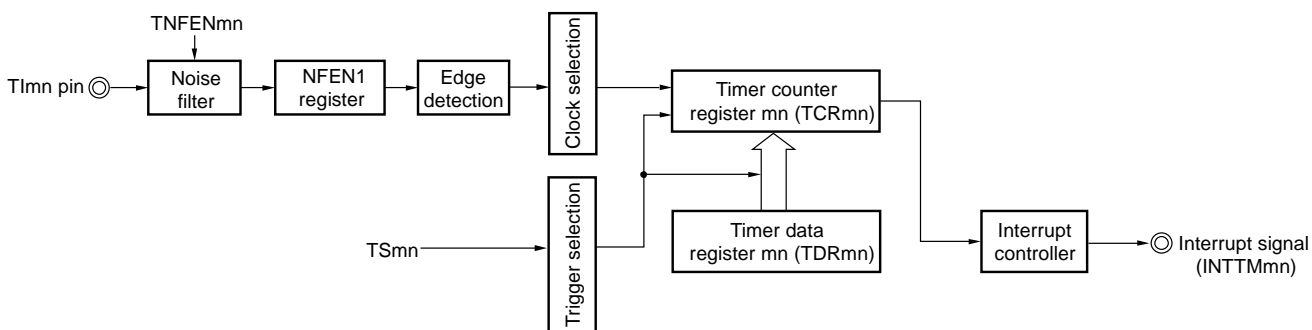 TNFENmn
TImn pin
Noise
filter
NFEN1
register
Edge
detection
Clock selection
Timer counter
register mn (TCRmn)
TSmn
Trigger selection
Timer data
register mn (TDRmn)
Interrupt
controller
Interrupt signal
(INTTMmn)